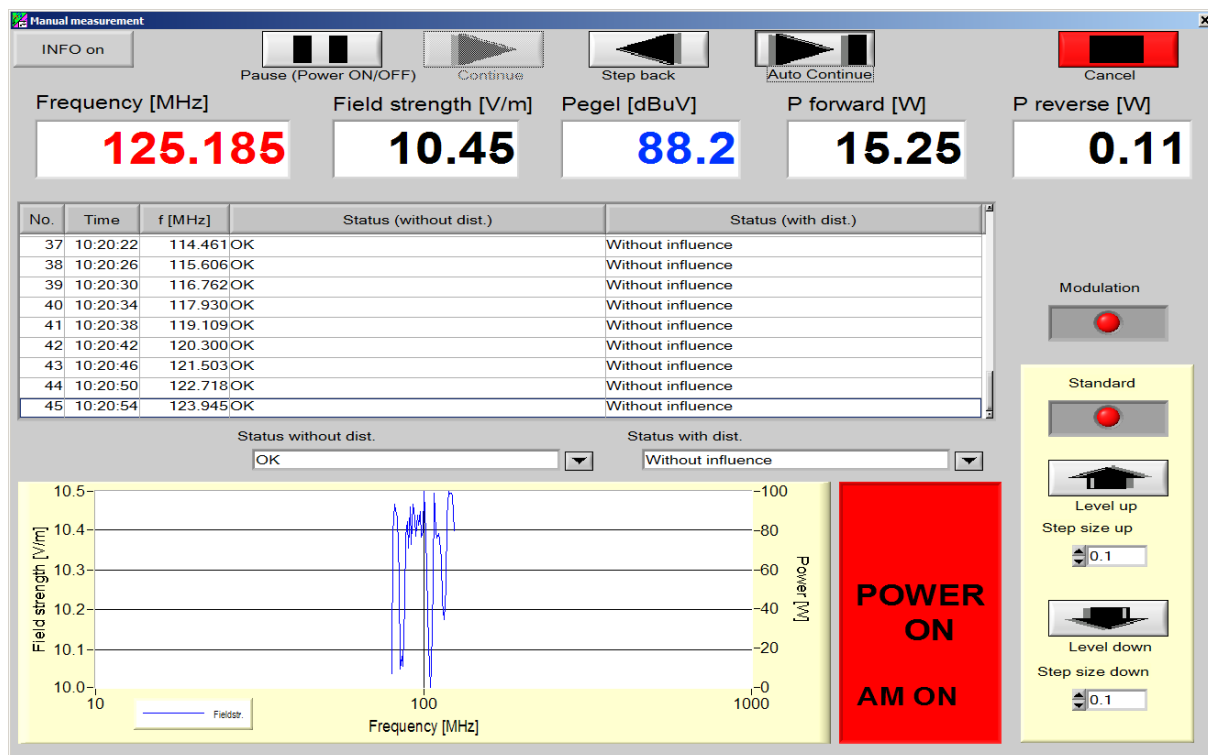 Manual measurement
INFO on
Pause (Power ON/OFF) Continue Step back Auto Continue Cancel
Frequency [MHz] Field strength [V/m] Pegel [dBuV] P forward [W] P reverse [W]
125.185 10.45 88.2 15.25 0.11
No. Time f [MHz] Status (without dist.) Status (with dist.)
37 10:20:22 114.461 OK Without influence
38 10:20:26 115.606 OK Without influence
39 10:20:30 116.762 OK Without influence
40 10:20:34 117.930 OK Without influence
41 10:20:38 119.109 OK Without influence
42 10:20:42 120.300 OK Without influence
43 10:20:46 121.503 OK Without influence
44 10:20:50 122.718 OK Without influence
45 10:20:54 123.945 OK Without influence
Modulation
Standard
Status without dist. Status with dist.
OK Without influence
Level up
Step size up
0.1
Level down
Step size down
0.1
Field strength [V/m]
10.5
10.4
10.3
10.2
10.1
10.0
100
80
60
40
20
0
Power [W]
10 100 1000
Fieldstr.
Frequency [MHz]
POWER
ON
AM ON